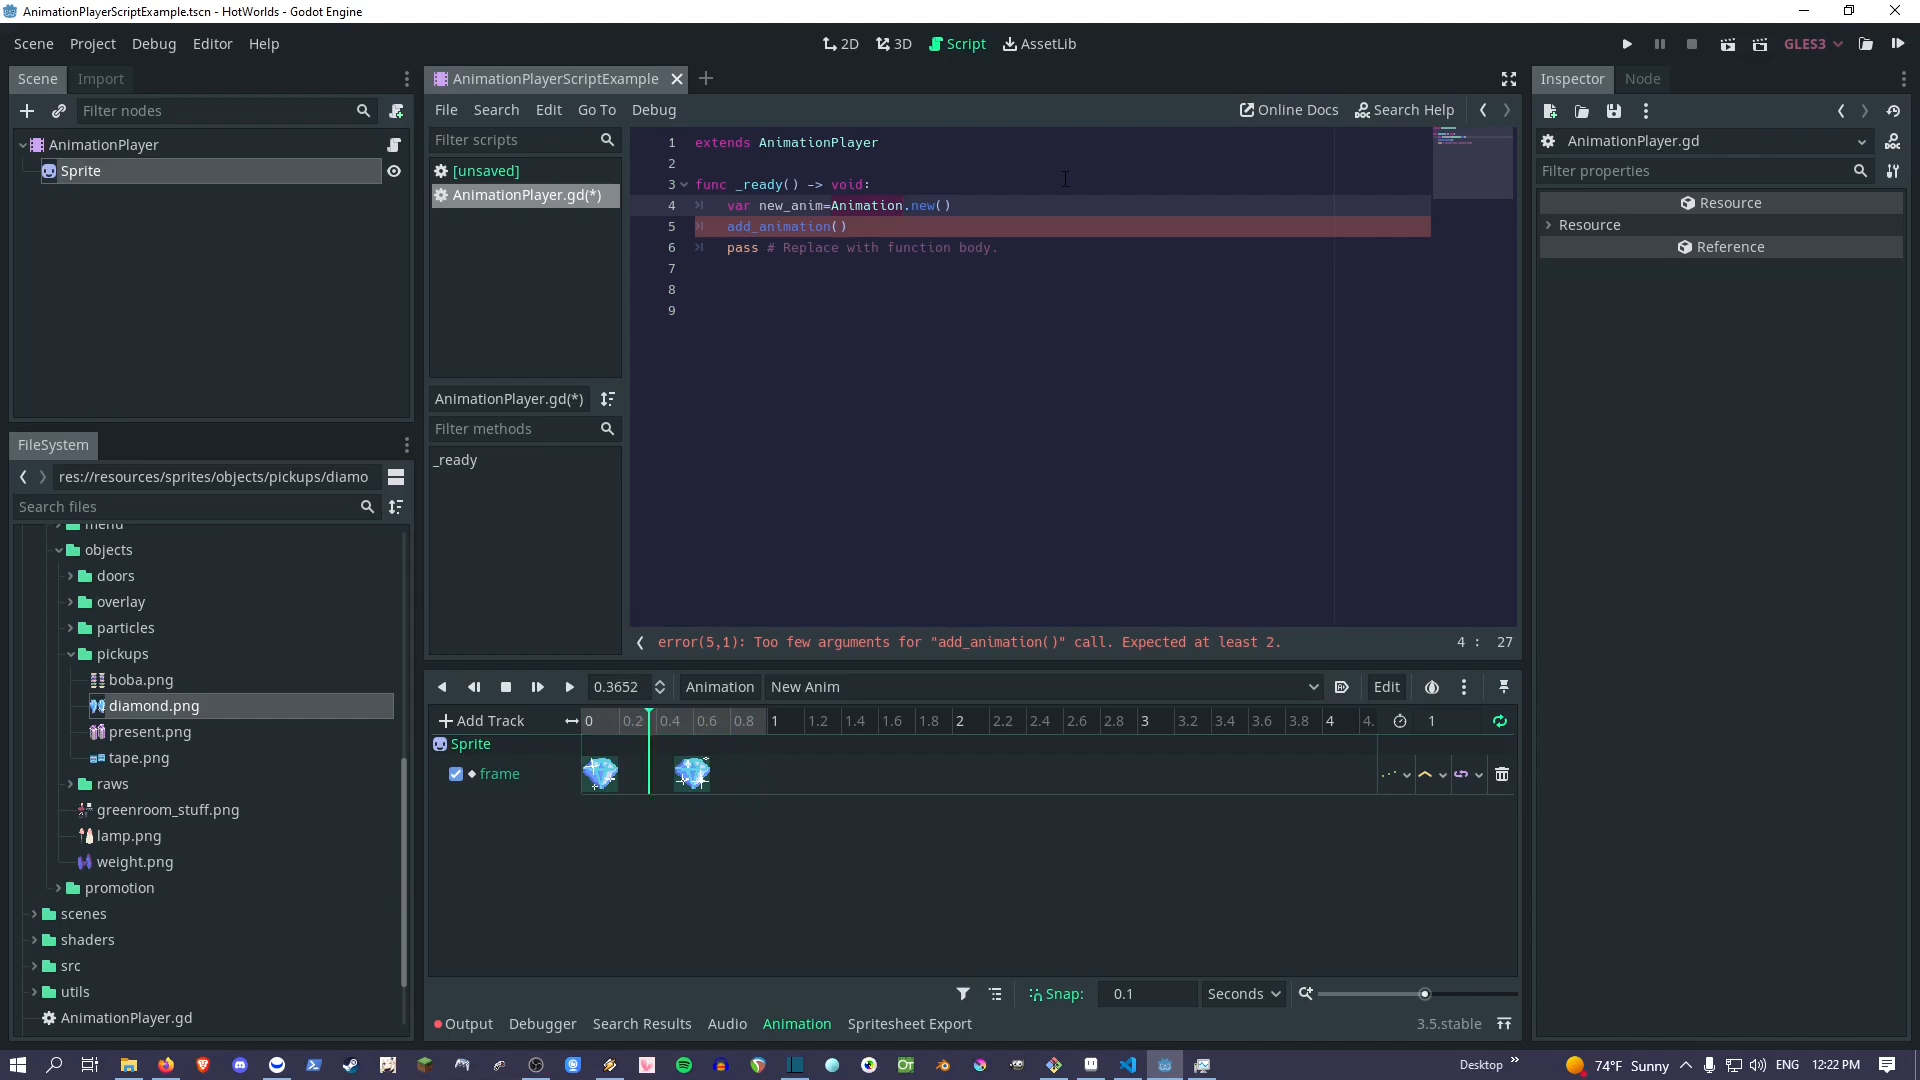 AnimationPlayerScriptExample.tscn - HotWorlds - Godot Engine
Scene Project Debug Editor Help
2D 3D Script AssetLib
GLES3
Scene Import
Filter nodes
AnimationPlayer
Sprite
FileSystem
res://resources/sprites/objects/pickups/diamo
Search files
menu
objects
doors
overlay
particles
pickups
boba.png
diamond.png
present.png
tape.png
raws
greenroom_stuff.png
lamp.png
weight.png
promotion
scenes
shaders
src
utils
AnimationPlayer.gd
AnimationPlayerScriptExample
File Search Edit Go To Debug
Online Docs Search Help
Filter scripts
[unsaved]
AnimationPlayer.gd(*)
AnimationPlayer.gd(*)
Filter methods
_ready
1 extends AnimationPlayer
2
3 func _ready() -> void:
4 var new_anim=Animation.new()
5 add_animation()
6 pass # Replace with function body.
7
8
9
error(5,1): Too few arguments for "add_animation()" call. Expected at least 2.
4 : 27
0.3652 Animation New Anim Edit
Add Track 0 0.2 0.4 0.6 0.8 1 1.2 1.4 1.6 1.8 2 2.2 2.4 2.6 2.8 3 3.2 3.4 3.6 3.8 4 4. 1
Sprite
frame
Snap: 0.1 Seconds
Output Debugger Search Results Audio Animation Spritesheet Export
3.5.stable
Inspector Node
AnimationPlayer.gd
Filter properties
Resource
Resource
Reference
Desktop 74°F Sunny ENG 12:22 PM